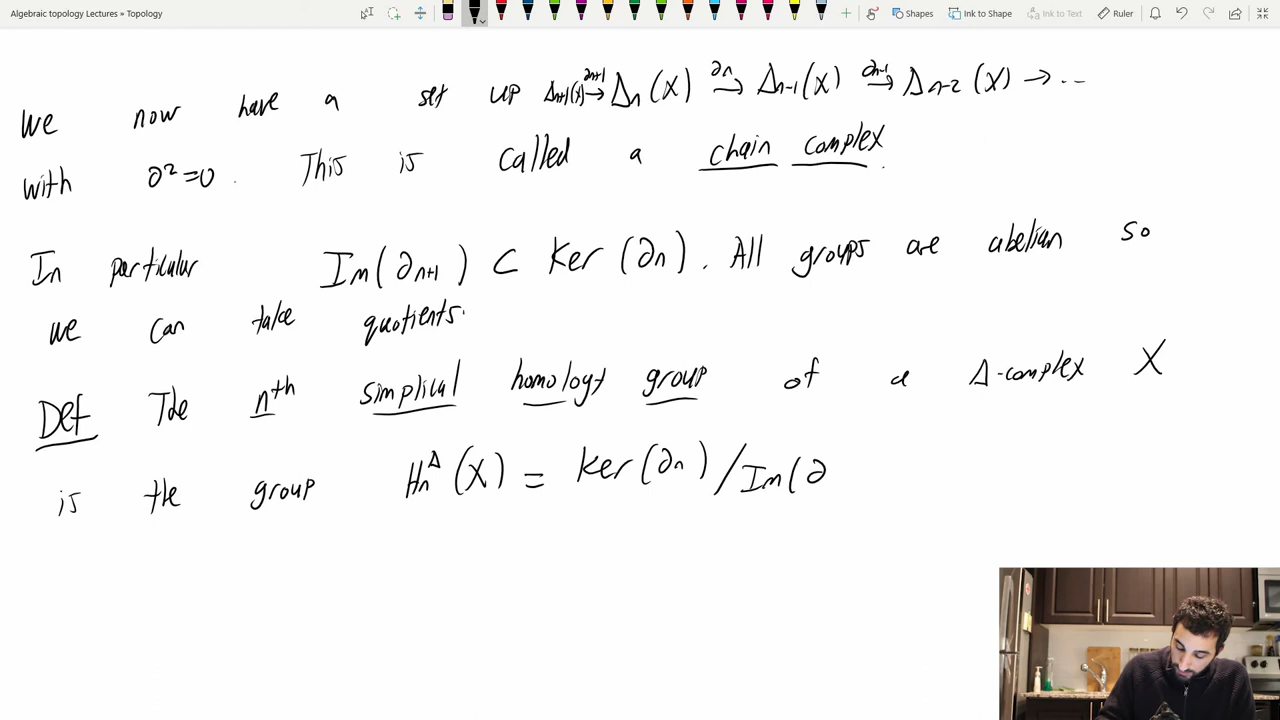 Algebraic topology Lectures » Topology
Shapes Ink to Shape Ink to Text Ruler
We now have a set up Δn+1(X) ∂n+1→ Δn(X) ∂n→ Δn-1(X) ∂n-1→ Δn-2(X) → ...
with ∂²=0. This is called a chain complex.
In particular Im(∂n+1) ⊂ Ker(∂n). All groups are abelian so
we can take quotients.
Def The nth simplical homology group of a Δ-complex X
is the group HnΔ(X) = Ker(∂n)/Im(∂